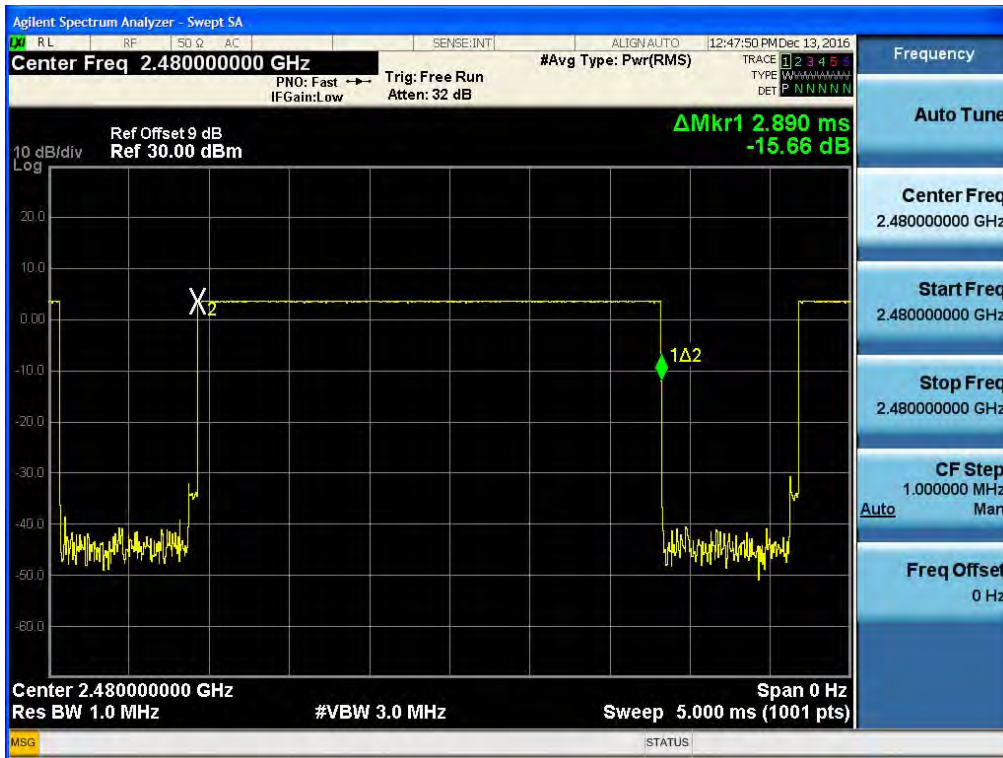 Agilent Spectrum Analyzer - Swept SA
LXI RL RF 50 Ω AC SENSE:INT ALIGN AUTO 12:47:50 PM Dec 13, 2016
Center Freq 2.480000000 GHz #Avg Type: Pwr(RMS) TRACE 1 2 3 4 5 6
PNO: Fast Trig: Free Run TYPE
IFGain:Low Atten: 32 dB DET P N N N N N
Ref Offset 9 dB ΔMkr1 2.890 ms
10 dB/div Ref 30.00 dBm -15.66 dB
Log
20.0
10.0
0.00
-10.0
-20.0
-30.0
-40.0
-50.0
-60.0
2
1Δ2
Center 2.480000000 GHz Span 0 Hz
Res BW 1.0 MHz #VBW 3.0 MHz Sweep 5.000 ms (1001 pts)
MSG STATUS
Frequency
Auto Tune
Center Freq
2.480000000 GHz
Start Freq
2.480000000 GHz
Stop Freq
2.480000000 GHz
CF Step
1.000000 MHz
Auto Man
Freq Offset
0 Hz